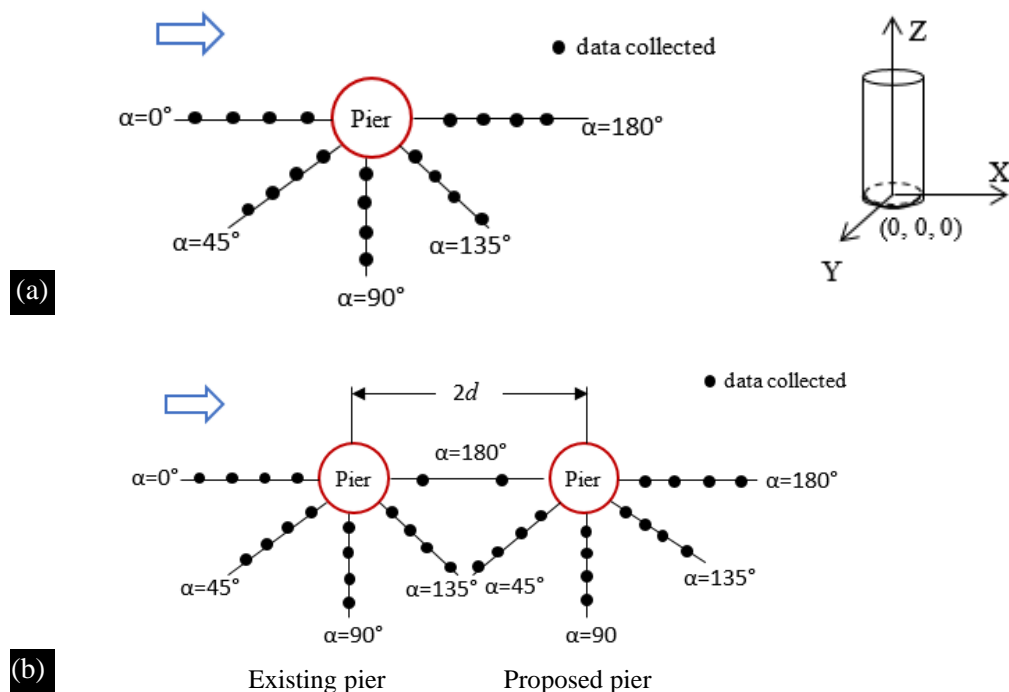 data collected
α=0°
Pier
α=180°
α=45°
α=135°
α=90°
Z
X
(0, 0, 0)
Y
(a)
2d
data collected
α=0°
Pier
α=180°
Pier
α=180°
α=45°
α=135°
α=45°
α=135°
α=90°
α=90
(b)
Existing pier
Proposed pier